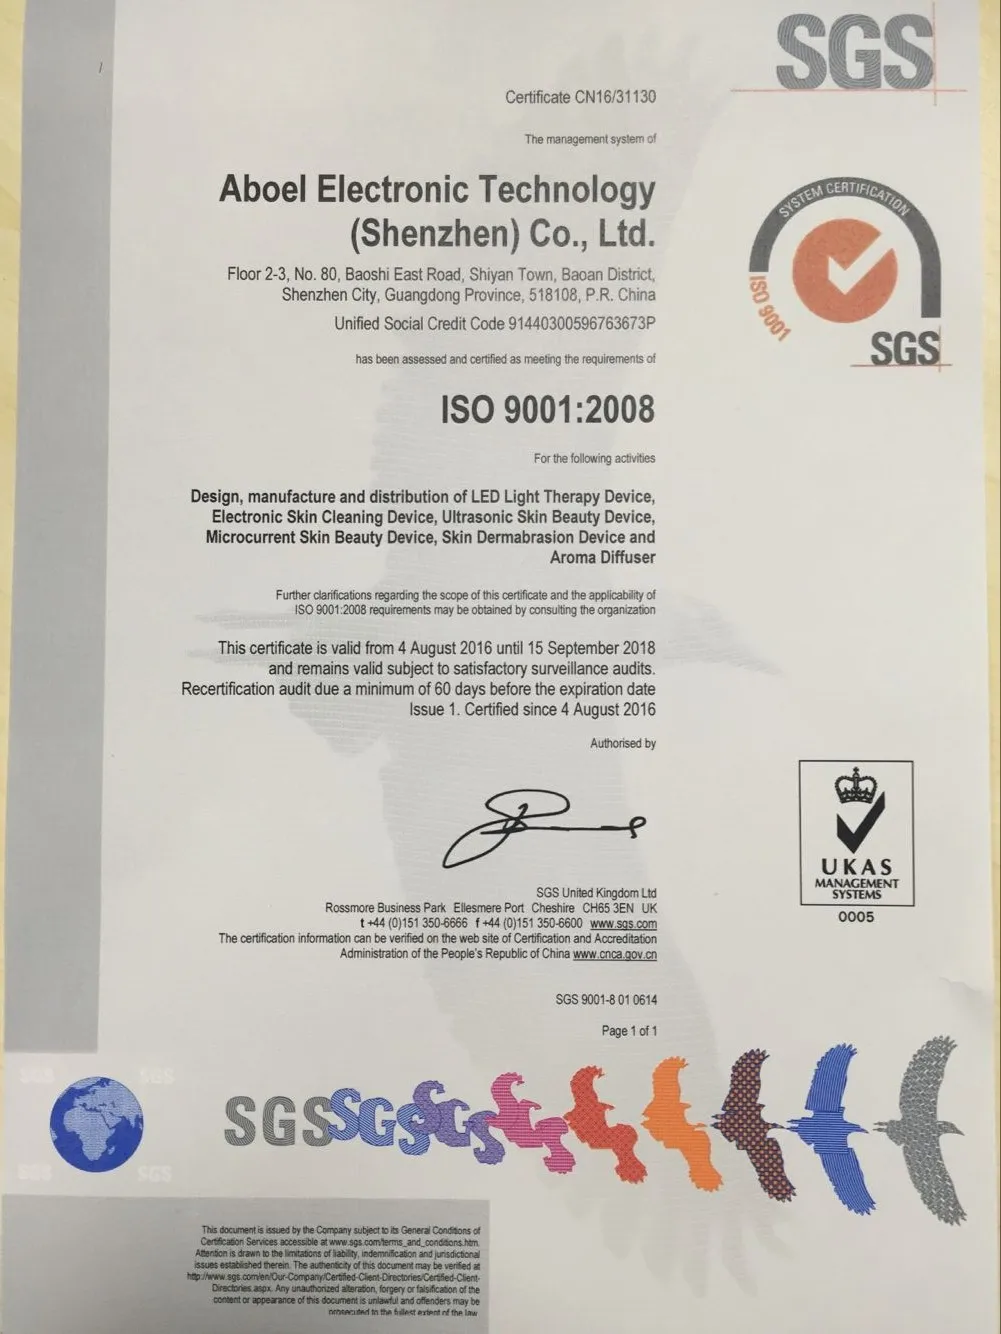 SGS
Certificate CN16/31130
The management system of
Aboel Electronic Technology
(Shenzhen) Co., Ltd.
Floor 2-3, No. 80, Baoshi East Road, Shiyan Town, Baoan District,
Shenzhen City, Guangdong Province, 518108, P.R. China
Unified Social Credit Code 91440300596763673P
has been assessed and certified as meeting the requirements of
SYSTEM CERTIFICATION
ISO 9001
SGS
ISO 9001:2008
For the following activities
Design, manufacture and distribution of LED Light Therapy Device,
Electronic Skin Cleaning Device, Ultrasonic Skin Beauty Device,
Microcurrent Skin Beauty Device, Skin Dermabrasion Device and
Aroma Diffuser
Further clarifications regarding the scope of this certificate and the applicability of
ISO 9001:2008 requirements may be obtained by consulting the organization
This certificate is valid from 4 August 2016 until 15 September 2018
and remains valid subject to satisfactory surveillance audits.
Recertification audit due a minimum of 60 days before the expiration date
Issue 1. Certified since 4 August 2016
Authorised by
UKAS
MANAGEMENT
SYSTEMS
0005
SGS United Kingdom Ltd
Rossmore Business Park Ellesmere Port Cheshire CH65 3EN UK
t +44 (0)151 350-6666 f +44 (0)151 350-6600 www.sgs.com
The certification information can be verified on the web site of Certification and Accreditation
Administration of the People's Republic of China www.cnca.gov.cn
SGS 9001-8 01 0614
Page 1 of 1
SGS SGS
SGS SGS SGS
SGS SGS
This document is issued by the Company subject to its General Conditions of
Certification Services accessible at www.sgs.com/terms_and_conditions.htm.
Attention is drawn to the limitations of liability, indemnification and jurisdictional
issues established therein. The authenticity of this document may be verified at
http://www.sgs.com/en/Our-Company/Certified-Client-Directories/Certified-Client-
Directories.aspx. Any unauthorized alteration, forgery or falsification of the
content or appearance of this document is unlawful and offenders may be
prosecuted to the fullest extent of the law.